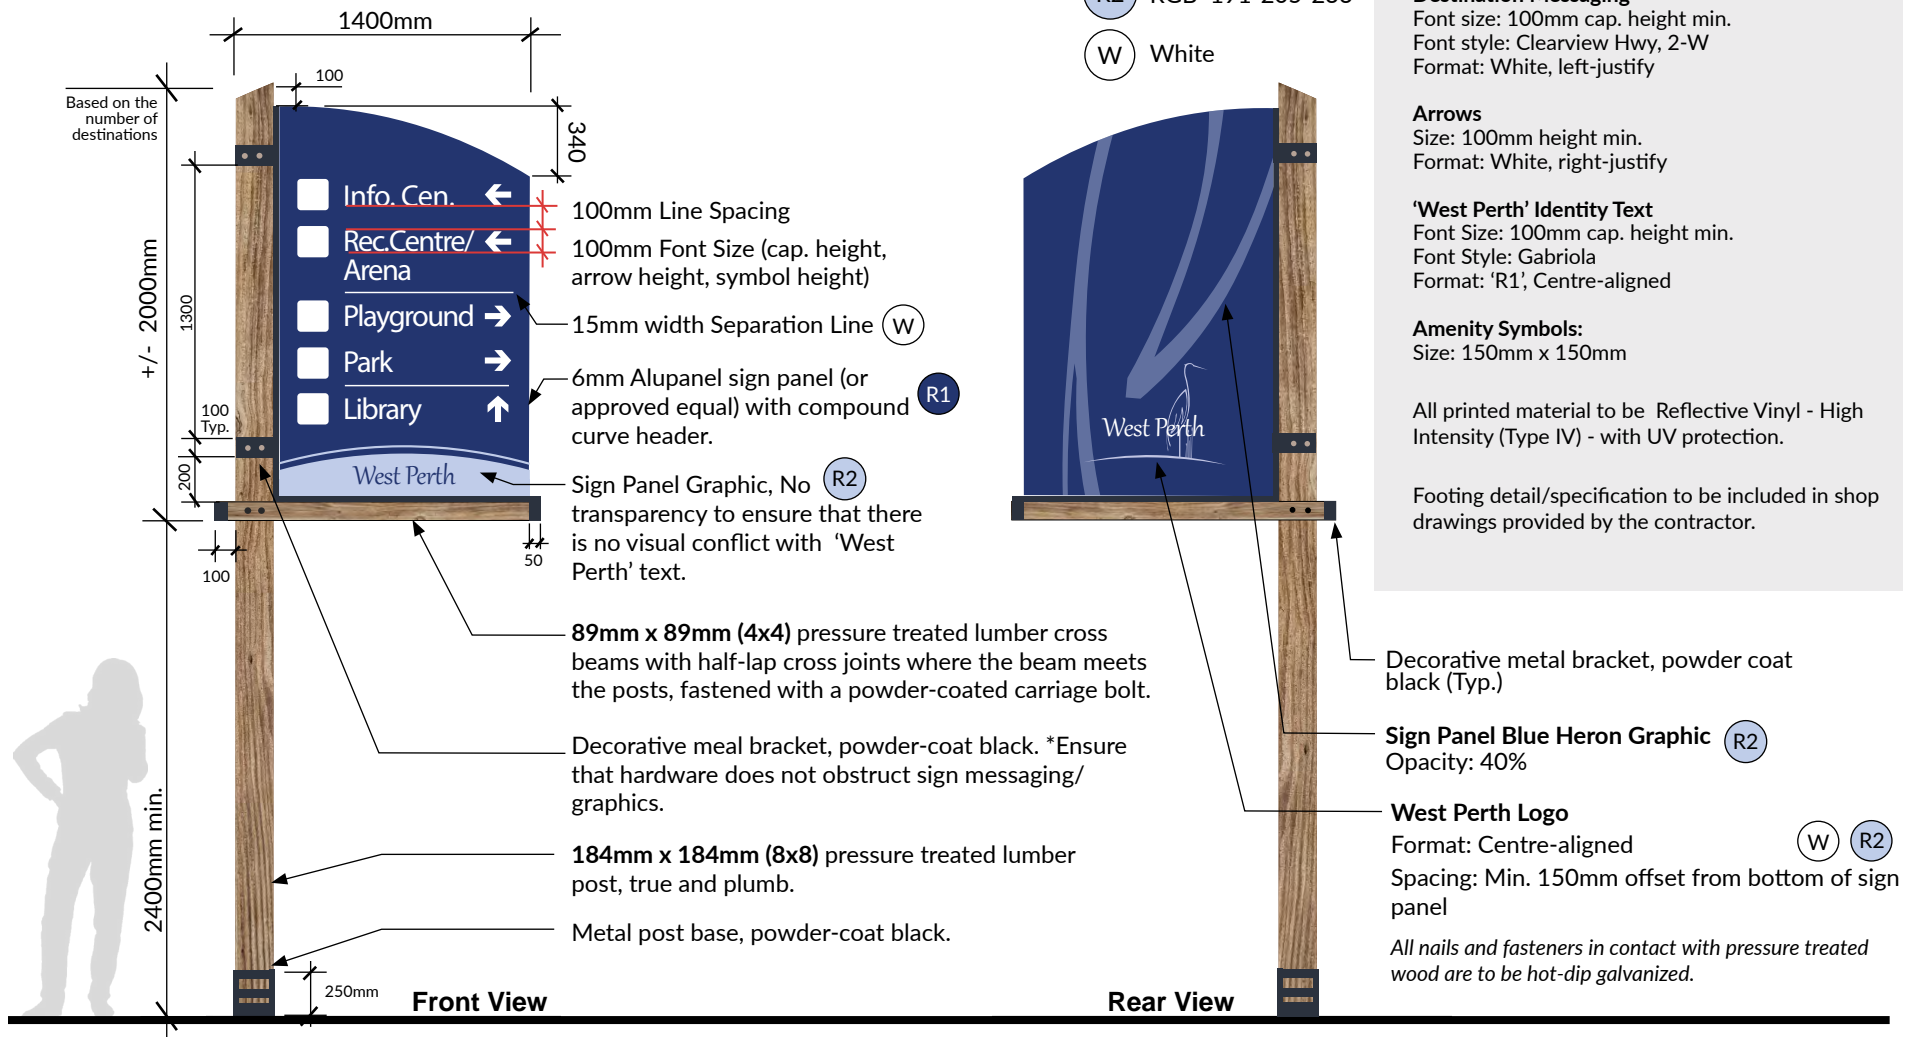 1400mm
100
Based on the
number of
destinations
340
+/- 2000mm
1300
100
Typ.
200
100
50
2400mm min.
250mm
Info. Cen.
Rec.Centre/
Arena
Playground
Park
Library
West Perth
100mm Line Spacing
100mm Font Size (cap. height,
arrow height, symbol height)
15mm width Separation Line W
6mm Alupanel sign panel (or
approved equal) with compound R1
curve header.
Sign Panel Graphic, No R2
transparency to ensure that there
is no visual conflict with ‘West
Perth’ text.
89mm x 89mm (4x4) pressure treated lumber cross
beams with half-lap cross joints where the beam meets
the posts, fastened with a powder-coated carriage bolt.
Decorative meal bracket, powder-coat black. *Ensure
that hardware does not obstruct sign messaging/
graphics.
184mm x 184mm (8x8) pressure treated lumber
post, true and plumb.
Metal post base, powder-coat black.
Front View
W White
West Perth
Rear View
Destination Messaging
Font size: 100mm cap. height min.
Font style: Clearview Hwy, 2-W
Format: White, left-justify
Arrows
Size: 100mm height min.
Format: White, right-justify
‘West Perth’ Identity Text
Font Size: 100mm cap. height min.
Font Style: Gabriola
Format: ‘R1’, Centre-aligned
Amenity Symbols:
Size: 150mm x 150mm
All printed material to be Reflective Vinyl - High
Intensity (Type IV) - with UV protection.
Footing detail/specification to be included in shop
drawings provided by the contractor.
Decorative metal bracket, powder coat
black (Typ.)
Sign Panel Blue Heron Graphic R2
Opacity: 40%
West Perth Logo
Format: Centre-aligned W R2
Spacing: Min. 150mm offset from bottom of sign
panel
All nails and fasteners in contact with pressure treated
wood are to be hot-dip galvanized.